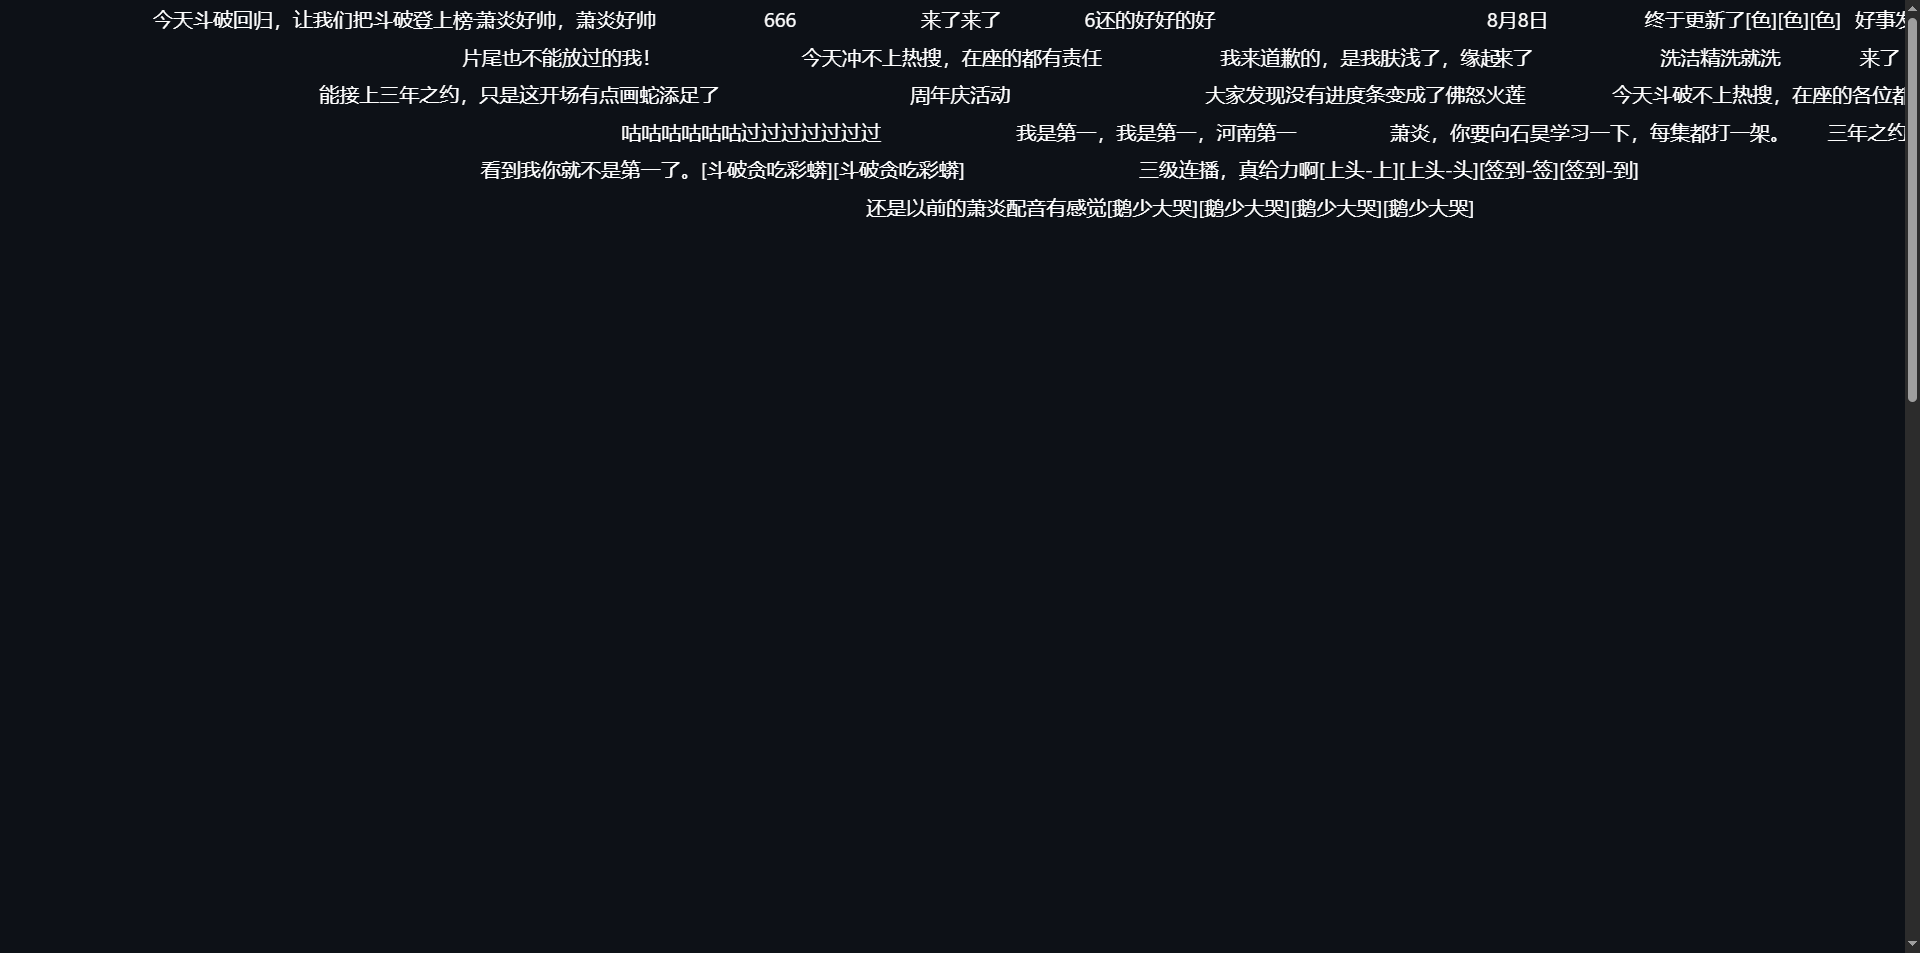 今天斗破回归，让我们把斗破登上榜 萧炎好帅，萧炎好帅 666 来了来了 6还的好好的好 8月8日 终于更新了[色][色][色] 好事发
片尾也不能放过的我！ 今天冲不上热搜，在座的都有责任 我来道歉的，是我肤浅了，缘起来了 洗洁精洗就洗 来了
能接上三年之约，只是这开场有点画蛇添足了 周年庆活动 大家发现没有进度条变成了佛怒火莲 今天斗破不上热搜，在座的各位都
咕咕咕咕咕咕过过过过过过过 我是第一，我是第一，河南第一 萧炎，你要向石昊学习一下，每集都打一架。 三年之约
看到我你就不是第一了。[斗破贪吃彩蟒][斗破贪吃彩蟒] 三级连播，真给力啊[上头-上][上头-头][签到-签][签到-到]
还是以前的萧炎配音有感觉[鹅少大哭][鹅少大哭][鹅少大哭][鹅少大哭]